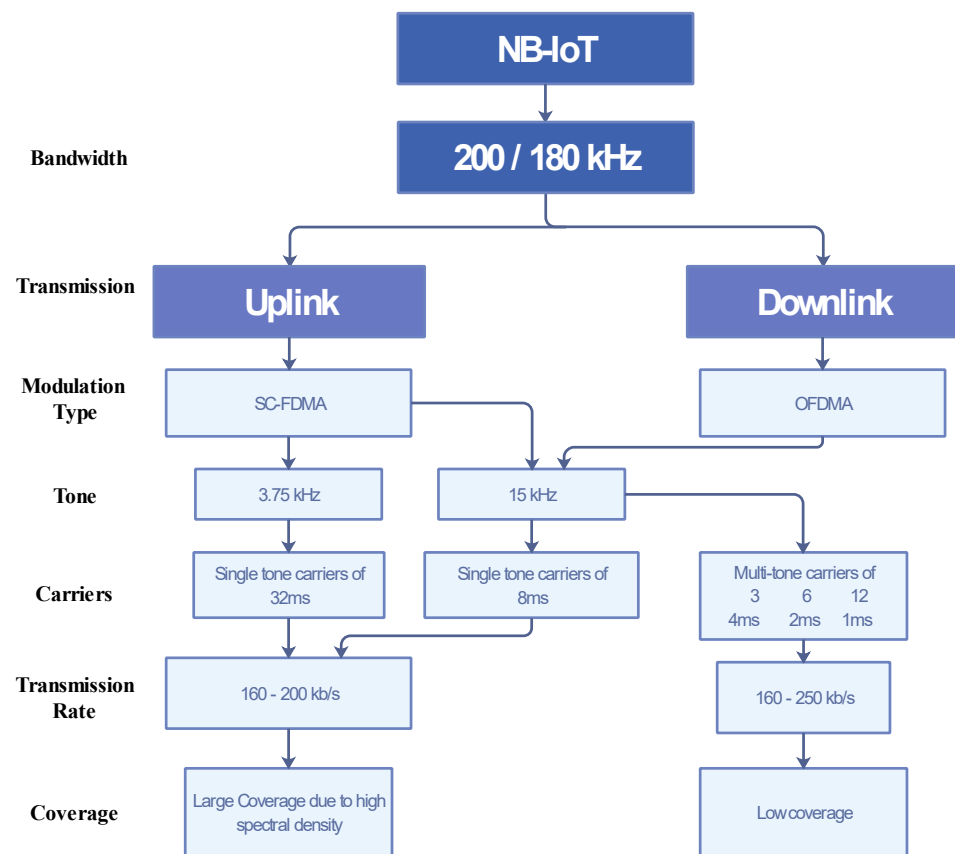 NB-IoT
Bandwidth
200 / 180 kHz
Transmission
Uplink
Downlink
Modulation
Type
SC-FDMA
OFDMA
Tone
3.75 kHz
15 kHz
Carriers
Single tone carriers of
32ms
Single tone carriers of
8ms
Multi-tone carriers of
3 6 12
4ms 2ms 1ms
Transmission
Rate
160 - 200 kb/s
160 - 250 kb/s
Coverage
Large Coverage due to high
spectral density
Low coverage